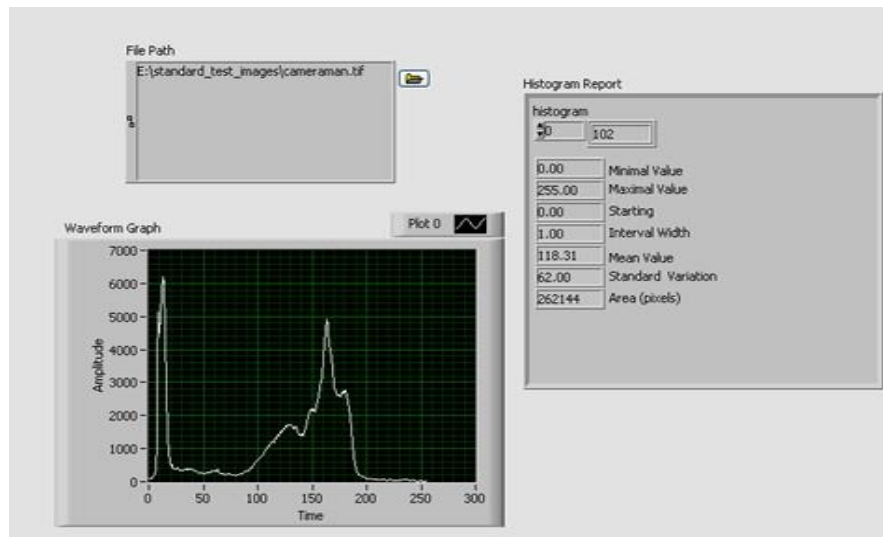 File Path
E:\standard_test_images\cameraman.tif
Histogram Report
histogram
0 102
0.00 Minimal Value
255.00 Maximal Value
0.00 Starting
1.00 Interval Width
118.31 Mean Value
62.00 Standard Variation
262144 Area (pixels)
Waveform Graph
Plot 0
7000
6000
5000
4000
3000
2000
1000
0
Amplitude
0 50 100 150 200 250 300
Time